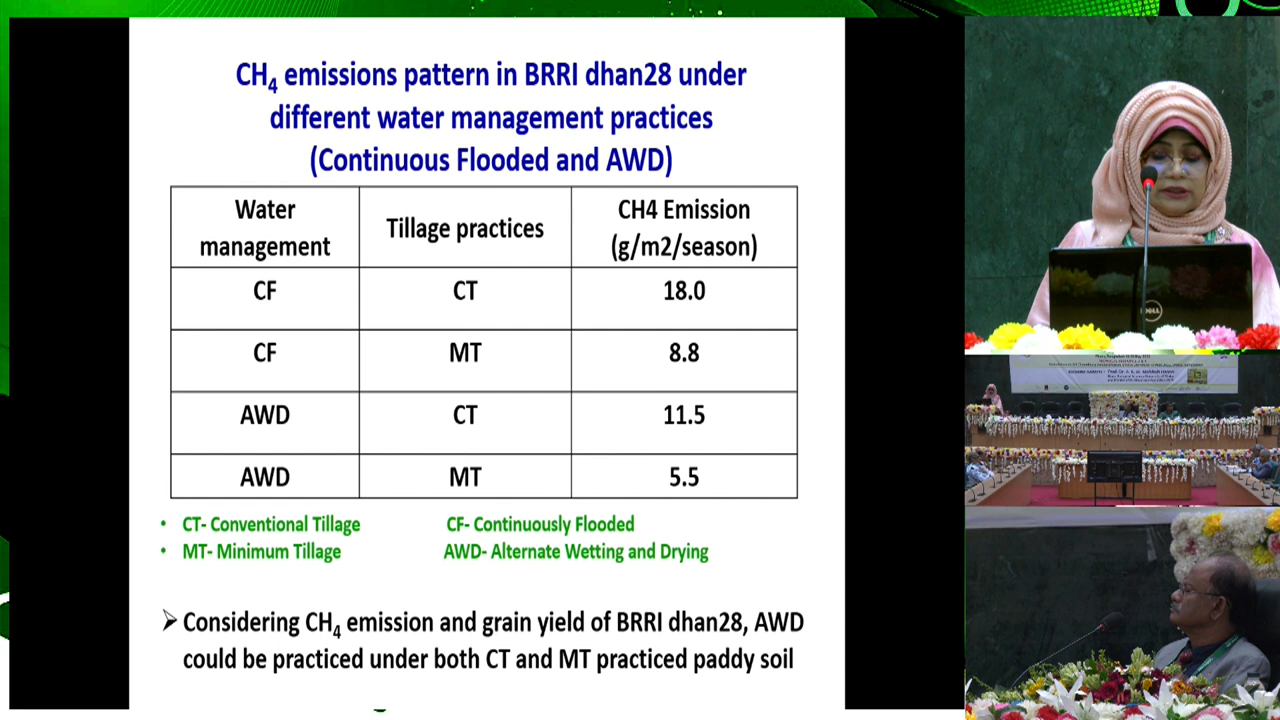 CH4 emissions pattern in BRRI dhan28 under
different water management practices
(Continuous Flooded and AWD)
Water management | Tillage practices | CH4 Emission (g/m2/season)
CF | CT | 18.0
CF | MT | 8.8
AWD | CT | 11.5
AWD | MT | 5.5
• CT- Conventional Tillage CF- Continuously Flooded
• MT- Minimum Tillage AWD- Alternate Wetting and Drying
➢ Considering CH4 emission and grain yield of BRRI dhan28, AWD
could be practiced under both CT and MT practiced paddy soil
DELL